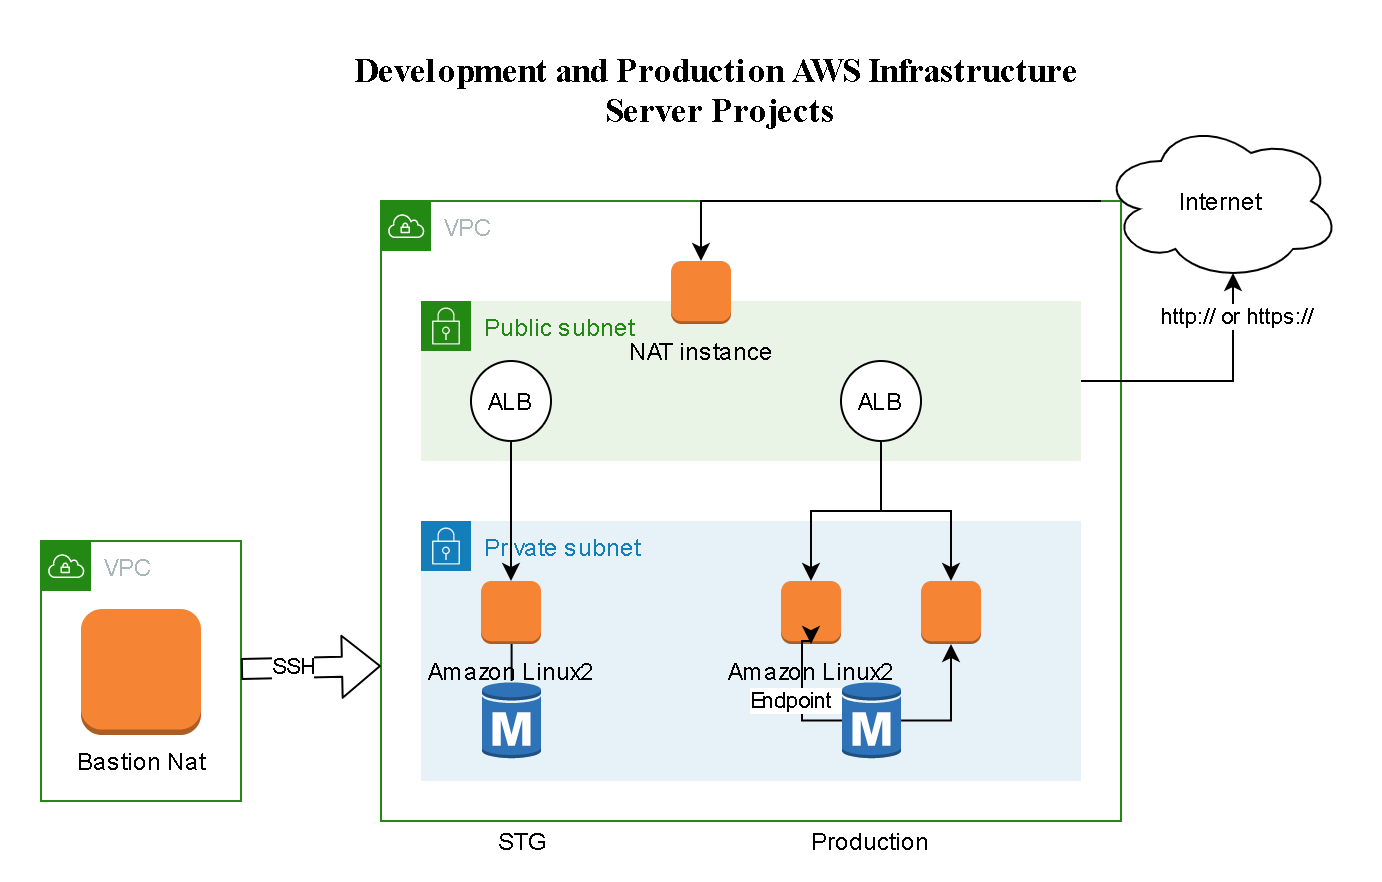 Development and Production AWS Infrastructure
Server Projects
Internet
VPC
http:// or https://
Public subnet
NAT instance
ALB
ALB
Private subnet
VPC
SSH
Amazon Linux2
Amazon Linux2
Endpoint
M
M
Bastion Nat
STG
Production